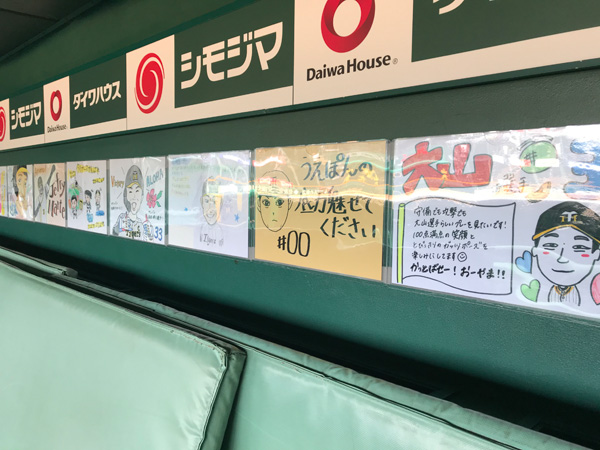 シモジマ
Daiwa House
ダイワハウス
シモジマ
Daiwa House®
大山
守備でも攻撃でも
大山選手らしいプレーを見たいです!
100点満点の笑顔と
とびっきりのガッツポーズを
楽しみにしてます
かっとばせー!おーやま!!
うえぽんの
底力魅せて
ください
#00
33